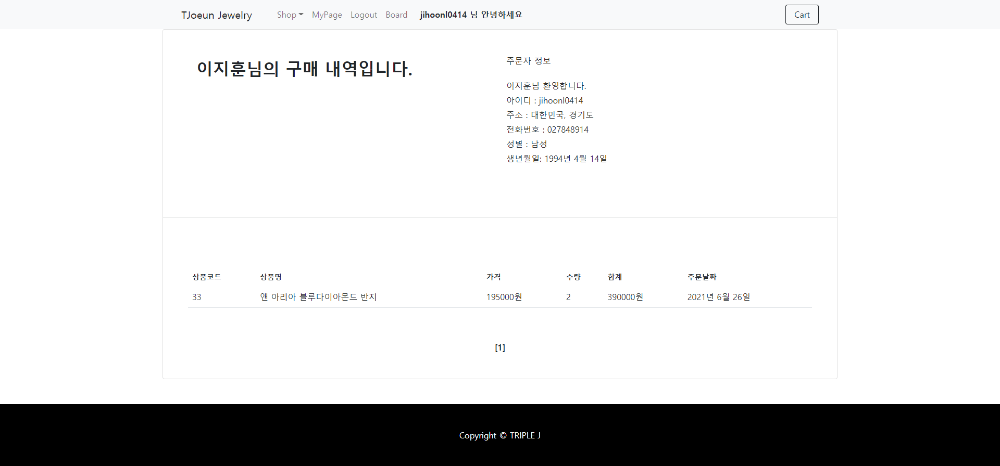 TJoeun Jewelry Shop MyPage Logout Board jihoonl0414 님 안녕하세요 Cart
이지훈님의 구매 내역입니다.
주문자 정보
이지훈님 환영합니다.
아이디 : jihoonl0414
주소 : 대한민국, 경기도
전화번호 : 027848914
성별 : 남성
생년월일: 1994년 4월 14일
상품코드 상품명 가격 수량 합계 주문날짜
33 앤 아리아 블루다이아몬드 반지 195000원 2 390000원 2021년 6월 26일
[1]
Copyright © TRIPLE J